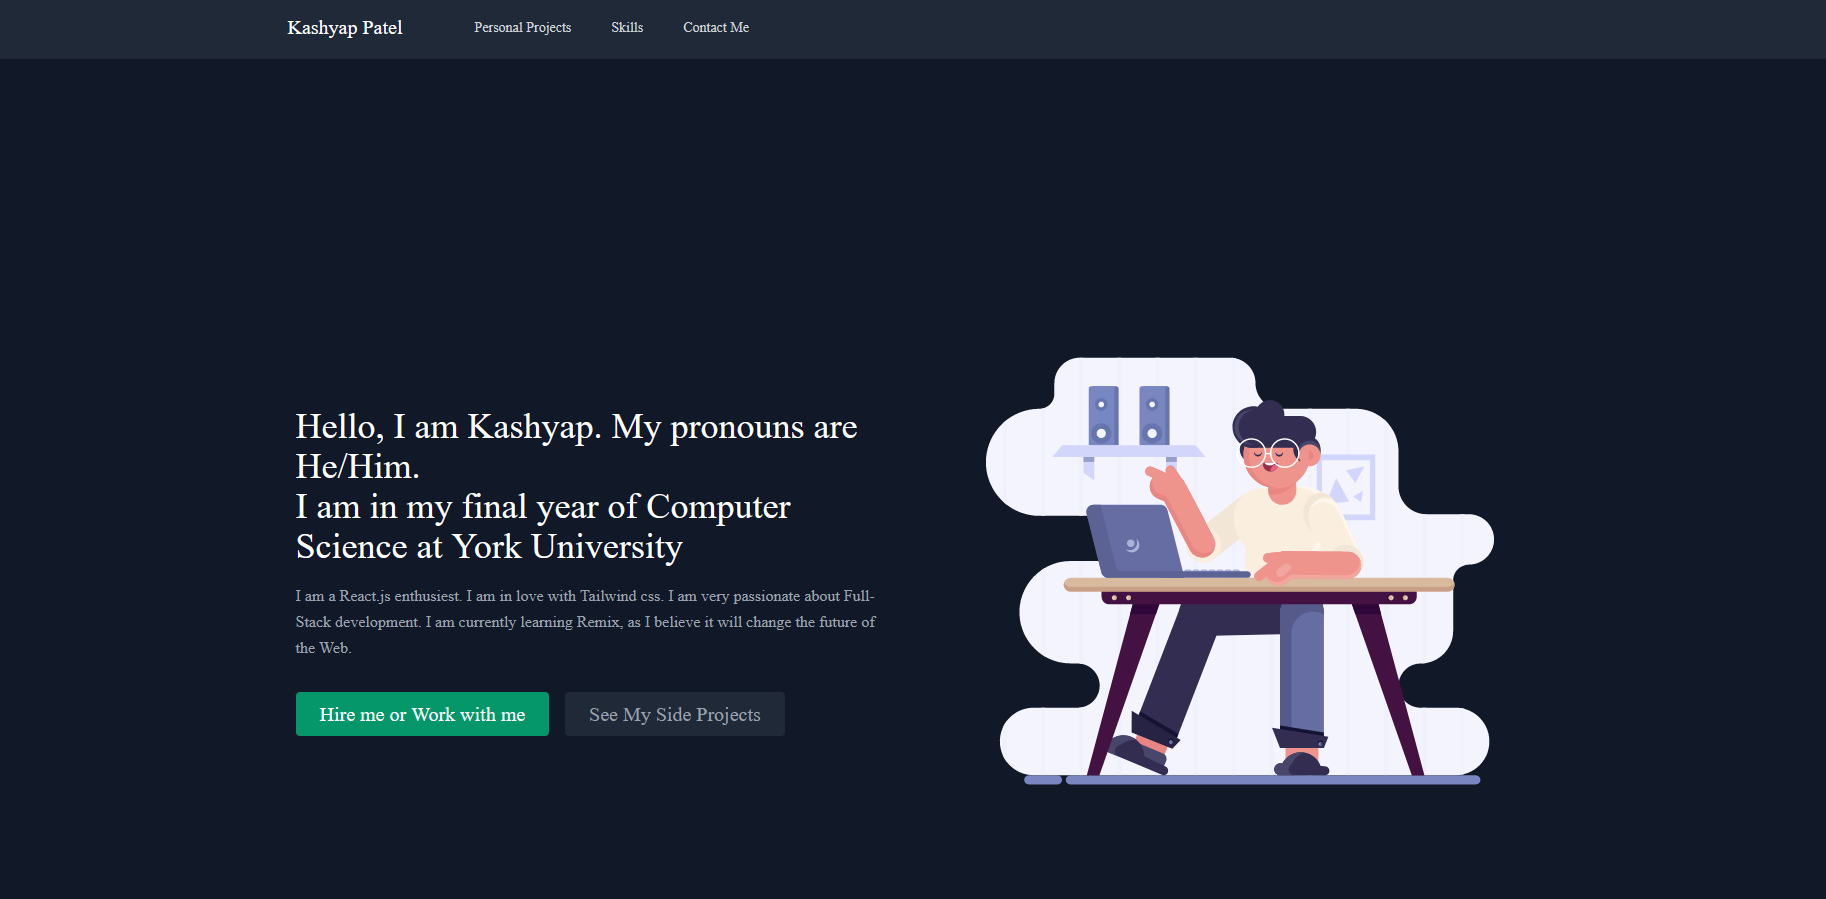 Kashyap Patel
Personal Projects
Skills
Contact Me
Hello, I am Kashyap. My pronouns are
He/Him.
I am in my final year of Computer
Science at York University
I am a React.js enthusiest. I am in love with Tailwind css. I am very passionate about Full-
Stack development. I am currently learning Remix, as I believe it will change the future of
the Web.
Hire me or Work with me
See My Side Projects